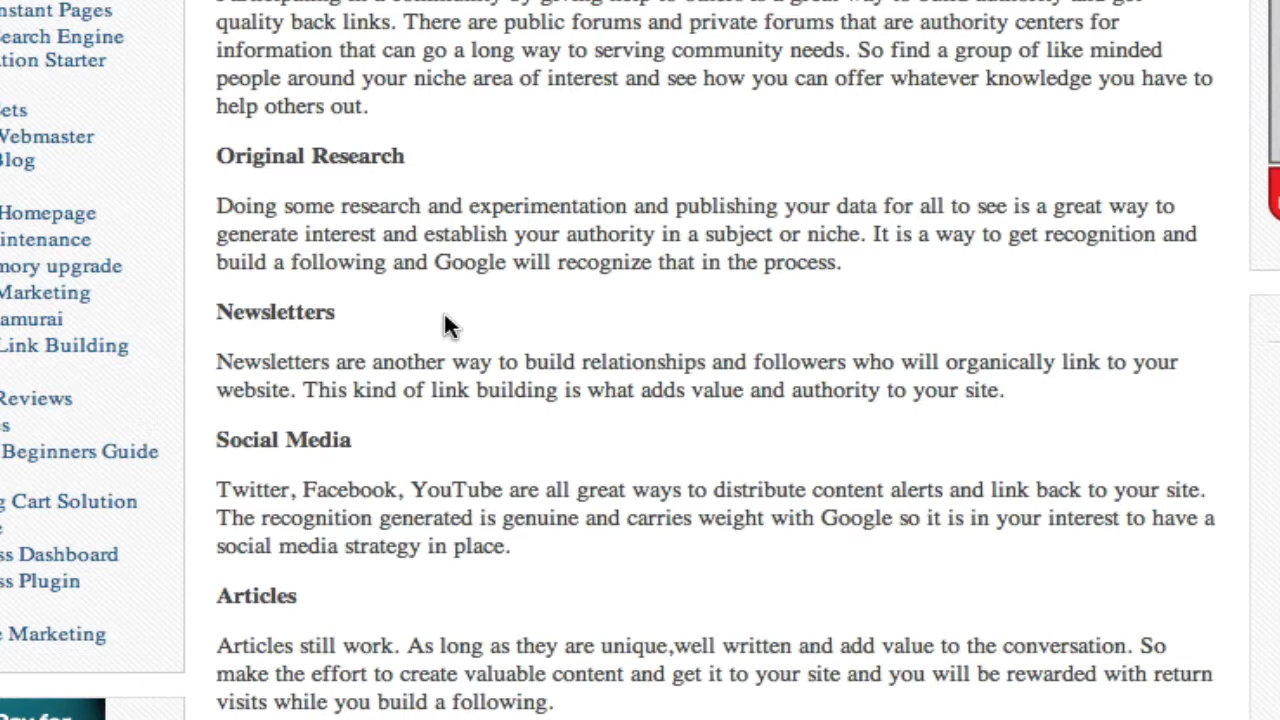 nstant Pages
earch Engine
tion Starter
ets
Webmaster
Blog
Homepage
intenance
mory upgrade
Marketing
amurai
Link Building
Reviews
s
Beginners Guide
g Cart Solution
e
ss Dashboard
ss Plugin
e Marketing
quality back links. There are public forums and private forums that are authority centers for
information that can go a long way to serving community needs. So find a group of like minded
people around your niche area of interest and see how you can offer whatever knowledge you have to
help others out.
Original Research
Doing some research and experimentation and publishing your data for all to see is a great way to
generate interest and establish your authority in a subject or niche. It is a way to get recognition and
build a following and Google will recognize that in the process.
Newsletters
Newsletters are another way to build relationships and followers who will organically link to your
website. This kind of link building is what adds value and authority to your site.
Social Media
Twitter, Facebook, YouTube are all great ways to distribute content alerts and link back to your site.
The recognition generated is genuine and carries weight with Google so it is in your interest to have a
social media strategy in place.
Articles
Articles still work. As long as they are unique,well written and add value to the conversation. So
make the effort to create valuable content and get it to your site and you will be rewarded with return
visits while you build a following.